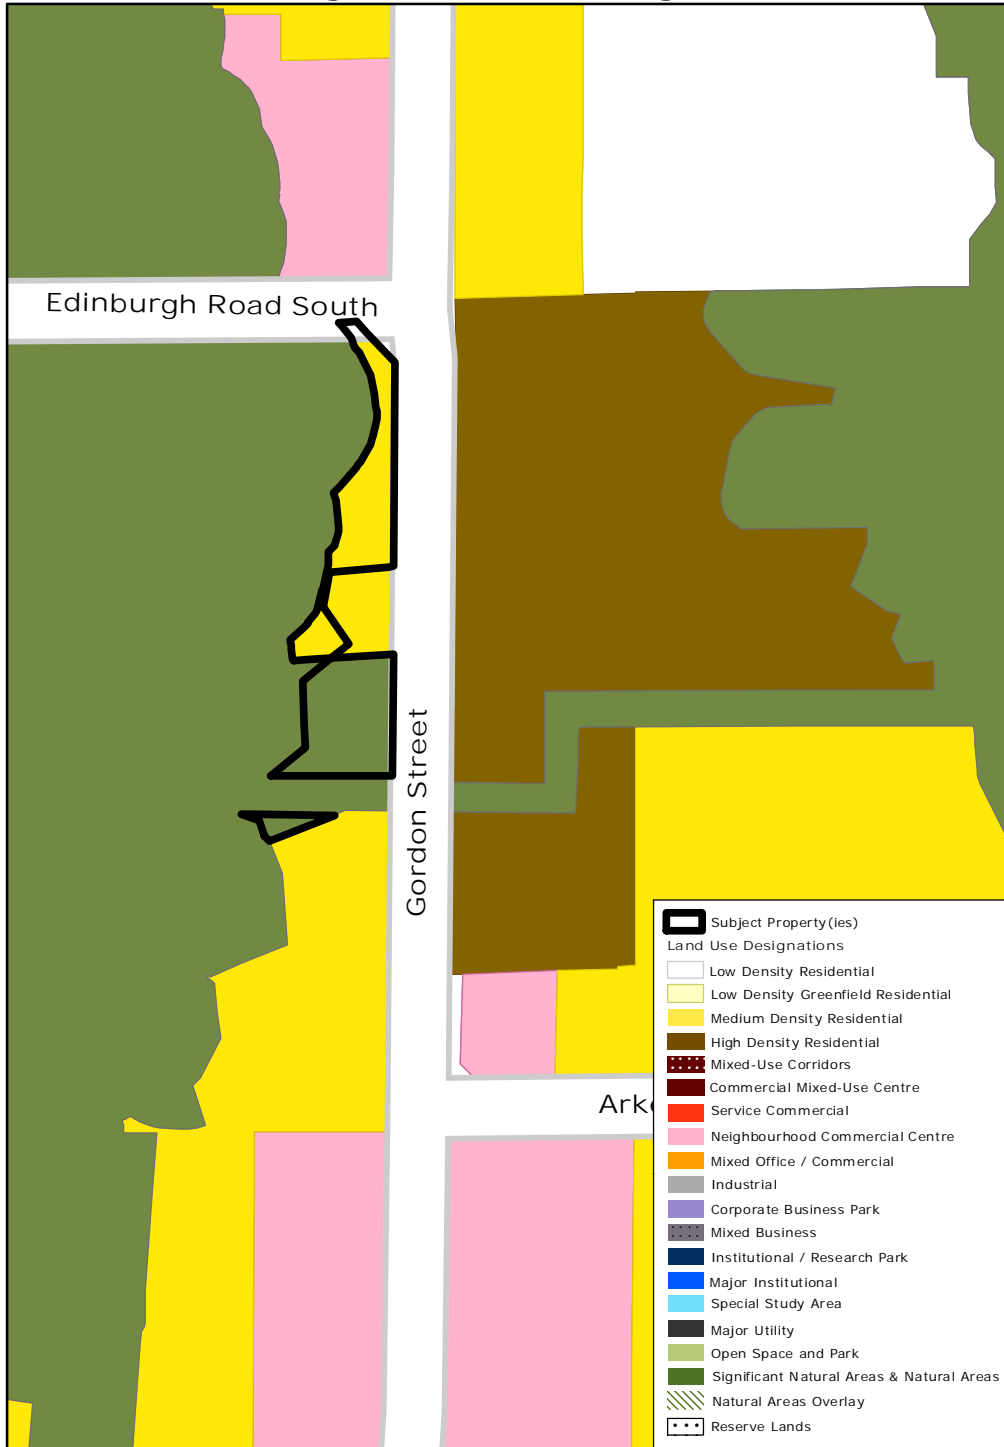 Edinburgh Road South
Gordon Street
Arke
Subject Property(ies)
Land Use Designations
Low Density Residential
Low Density Greenfield Residential
Medium Density Residential
High Density Residential
Mixed-Use Corridors
Commercial Mixed-Use Centre
Service Commercial
Neighbourhood Commercial Centre
Mixed Office / Commercial
Industrial
Corporate Business Park
Mixed Business
Institutional / Research Park
Major Institutional
Special Study Area
Major Utility
Open Space and Park
Significant Natural Areas & Natural Areas
Natural Areas Overlay
Reserve Lands